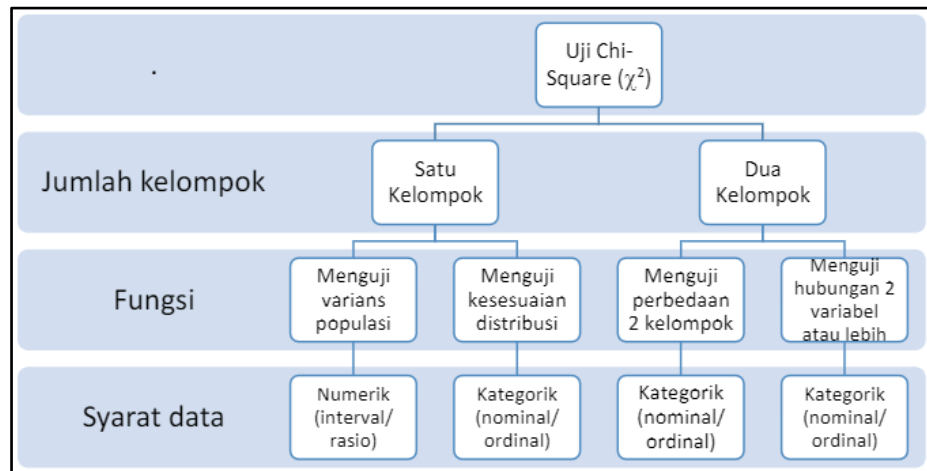 .
Uji Chi-
Square (χ²)
Jumlah kelompok
Satu
Kelompok
Dua
Kelompok
Fungsi
Menguji
varians
populasi
Menguji
kesesuaian
distribusi
Menguji
perbedaan
2 kelompok
Menguji
hubungan 2
variabel
atau lebih
Syarat data
Numerik
(interval/
rasio)
Kategorik
(nominal/
ordinal)
Kategorik
(nominal/
ordinal)
Kategorik
(nominal/
ordinal)